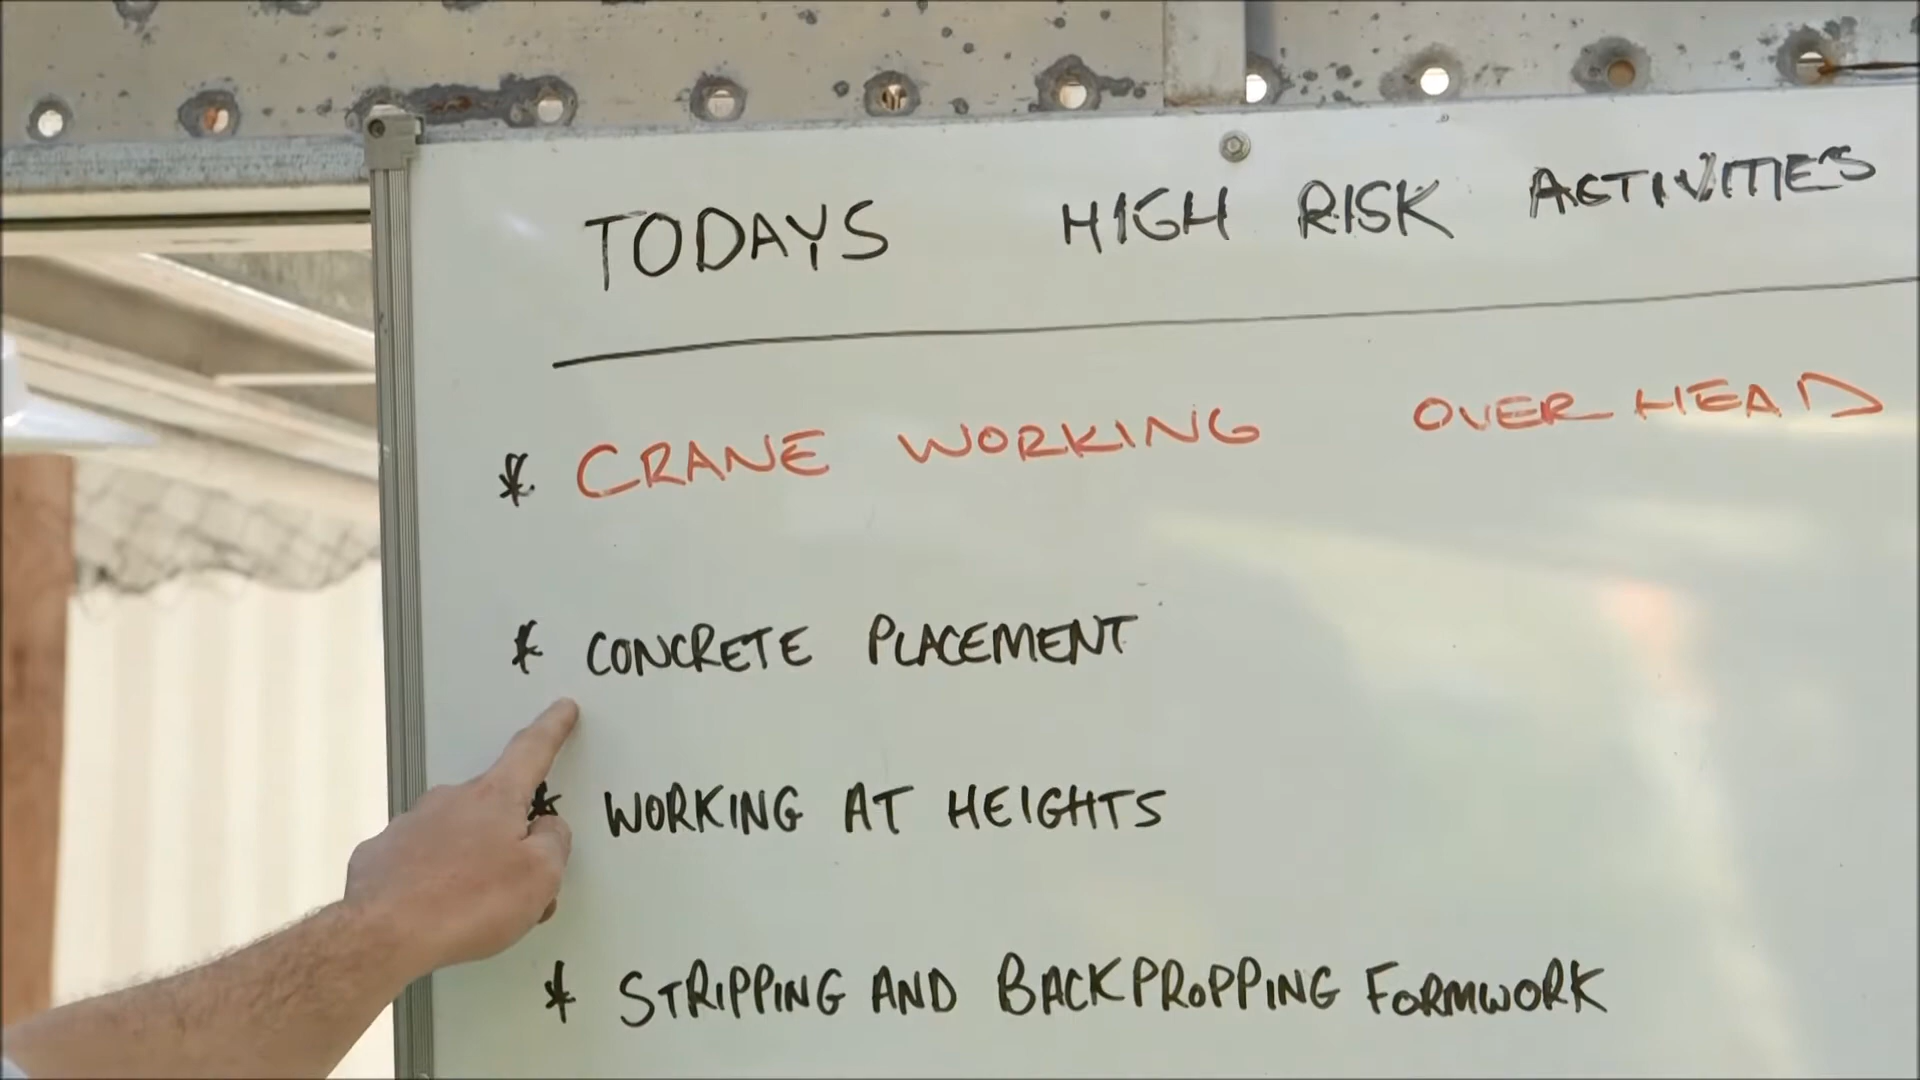 TODAYS HIGH RISK ACTIVITIES
* CRANE WORKING OVERHEAD
* CONCRETE PLACEMENT
* WORKING AT HEIGHTS
* STRIPPING AND BACKPROPPING FORMWORK